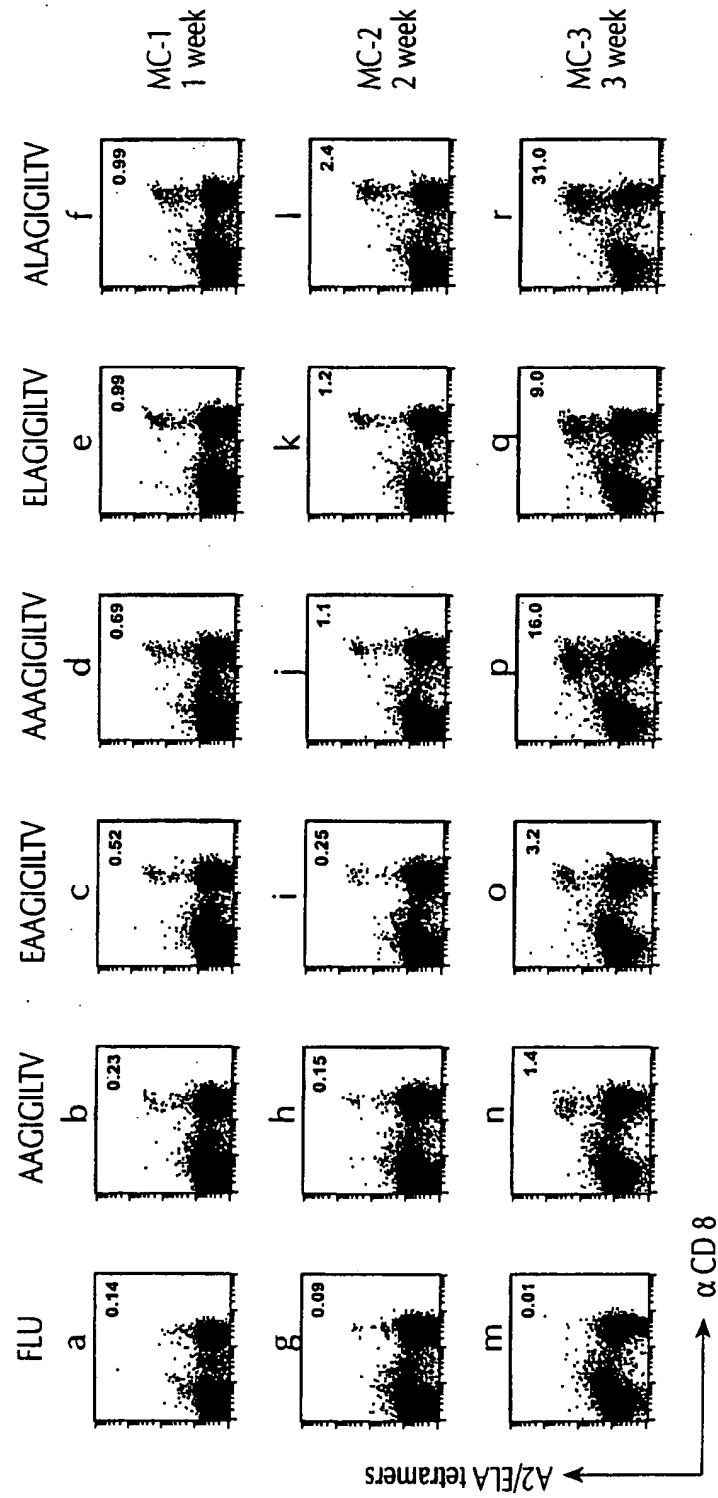 FLU AAGIGILTV EAAGIGILTV AAAGIGILTV ELAGIGILTV ALAGIGILTV
a b c d e f
0.14 0.23 0.52 0.69 0.99 0.99
MC-1
1 week
g h i j k l
0.09 0.15 0.25 1.1 1.2 2.4
MC-2
2 week
m n o p q r
0.01 1.4 3.2 16.0 9.0 31.0
MC-3
3 week
A2/ELA tetramers
α CD 8